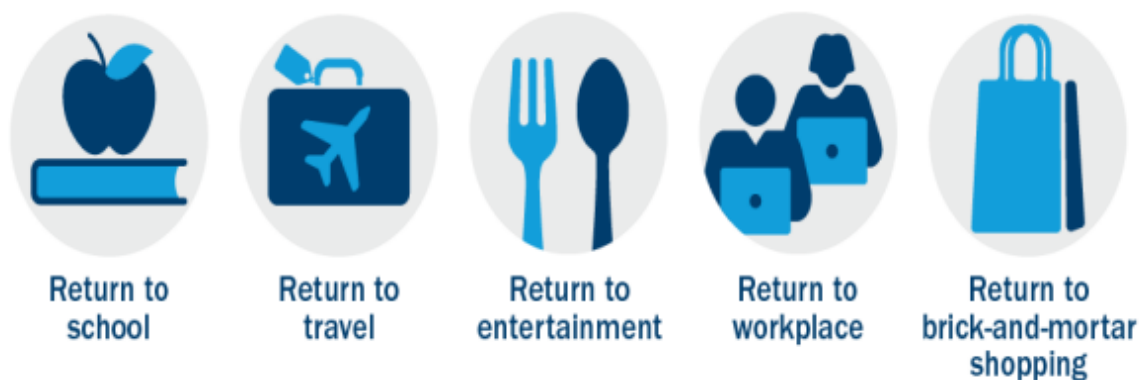 Return to
school
Return to
travel
Return to
entertainment
Return to
workplace
Return to
brick-and-mortar
shopping